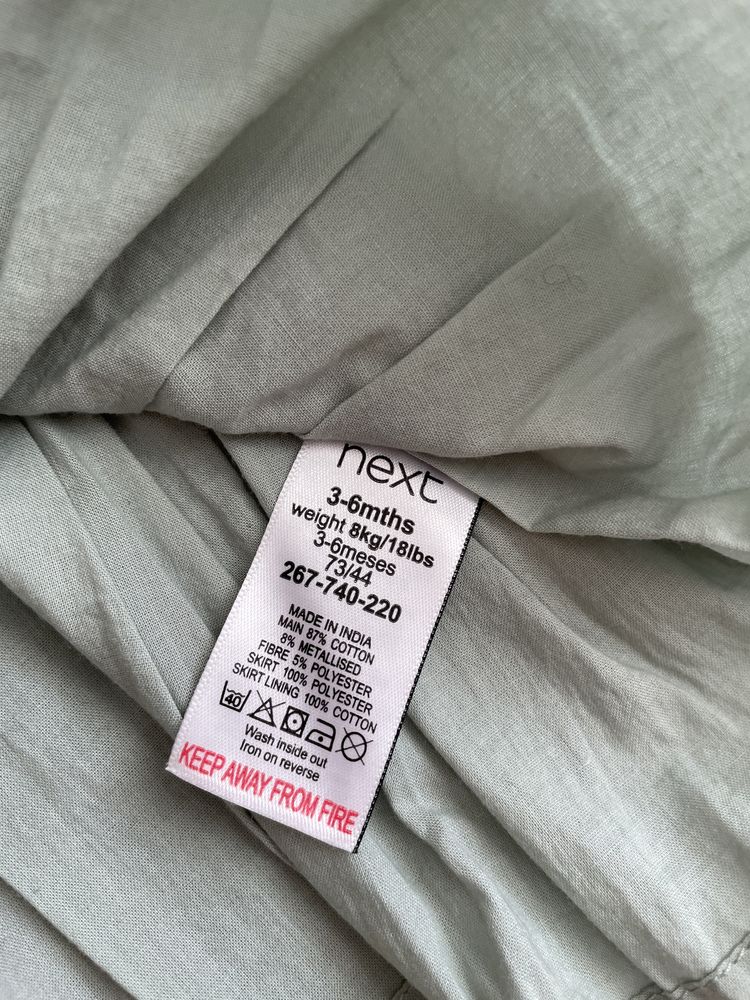 next
3-6mths
weight 8kg/18lbs
3-6meses
73/44
267-740-220
MADE IN INDIA
MAIN 87% COTTON
8% METALLISED
FIBRE 5% POLYESTER
SKIRT 100% POLYESTER
SKIRT LINING 100% COTTON
40
Wash inside out
Iron on reverse
KEEP AWAY FROM FIRE